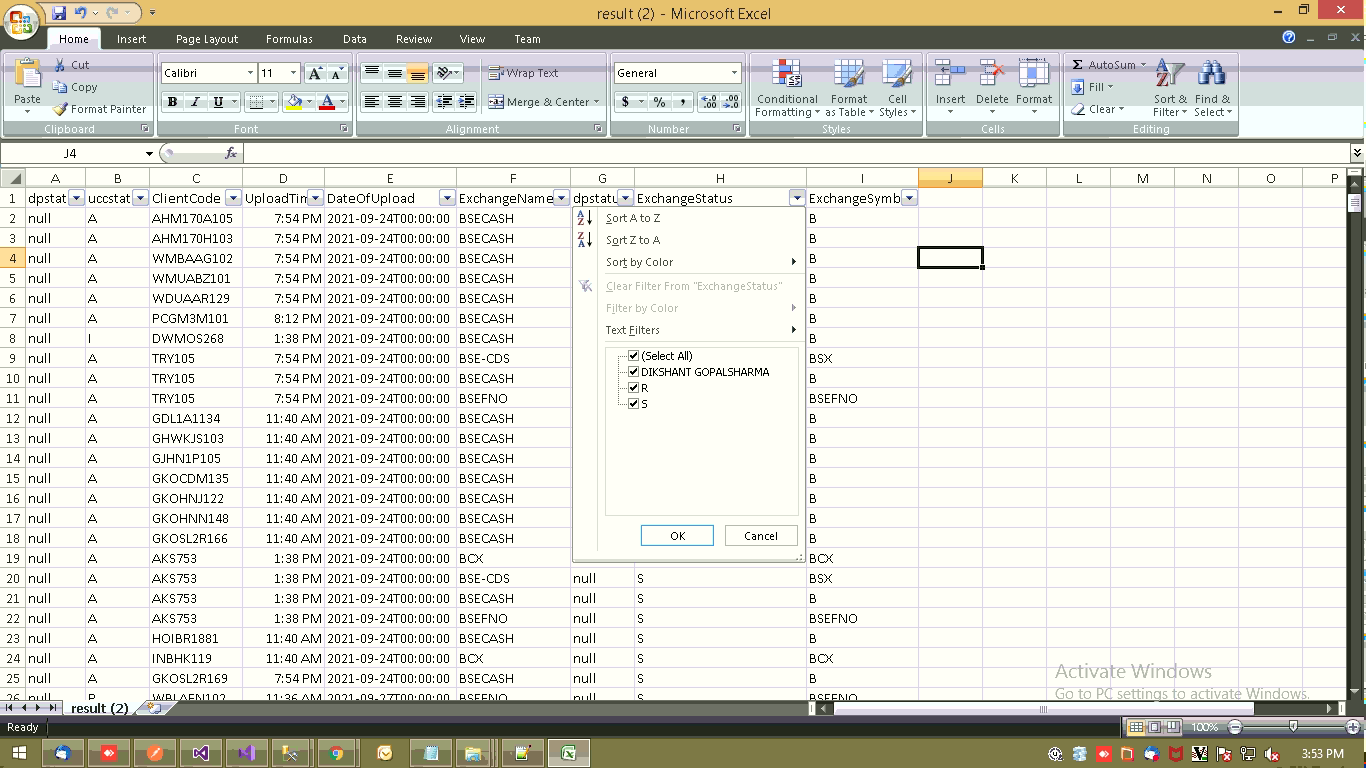 result (2) - Microsoft Excel
Home Insert Page Layout Formulas Data Review View Team
Paste Cut Copy Format Painter
Calibri 11 B I U
Wrap Text Merge & Center
General $ % ,
Conditional Formatting Format as Table Cell Styles
Insert Delete Format
AutoSum Fill Clear Sort & Filter Find & Select
Clipboard Font Alignment Number Styles Cells Editing
J4 fx
A B C D E F G H I J K L M N O P
1 dpstat uccstat ClientCode UploadTim DateOfUpload ExchangeName dpstatu ExchangeStatus ExchangeSymb
2 null A AHM170A105 7:54 PM 2021-09-24T00:00:00 BSECASH B
3 null A AHM170H103 7:54 PM 2021-09-24T00:00:00 BSECASH B
4 null A WMBAAG102 7:54 PM 2021-09-24T00:00:00 BSECASH B
5 null A WMUABZ101 7:54 PM 2021-09-24T00:00:00 BSECASH B
6 null A WDUAAR129 7:54 PM 2021-09-24T00:00:00 BSECASH B
7 null A PCGM3M101 8:12 PM 2021-09-24T00:00:00 BSECASH B
8 null I DWMOS268 1:38 PM 2021-09-24T00:00:00 BSECASH B
9 null A TRY105 7:54 PM 2021-09-24T00:00:00 BSE-CDS BSX
10 null A TRY105 7:54 PM 2021-09-24T00:00:00 BSECASH B
11 null A TRY105 7:54 PM 2021-09-24T00:00:00 BSEFNO BSEFNO
12 null A GDL1A1134 11:40 AM 2021-09-24T00:00:00 BSECASH B
13 null A GHWKJS103 11:40 AM 2021-09-24T00:00:00 BSECASH B
14 null A GJHN1P105 11:40 AM 2021-09-24T00:00:00 BSECASH B
15 null A GKOCDM135 11:40 AM 2021-09-24T00:00:00 BSECASH B
16 null A GKOHNJ122 11:40 AM 2021-09-24T00:00:00 BSECASH B
17 null A GKOHNN148 11:40 AM 2021-09-24T00:00:00 BSECASH B
18 null A GKOSL2R166 11:40 AM 2021-09-24T00:00:00 BSECASH B
19 null A AKS753 1:38 PM 2021-09-24T00:00:00 BCX BCX
20 null A AKS753 1:38 PM 2021-09-24T00:00:00 BSE-CDS null S BSX
21 null A AKS753 1:38 PM 2021-09-24T00:00:00 BSECASH null S B
22 null A AKS753 1:38 PM 2021-09-24T00:00:00 BSEFNO null S BSEFNO
23 null A HOIBR1881 11:40 AM 2021-09-24T00:00:00 BSECASH null S B
24 null A INBHK119 11:40 AM 2021-09-24T00:00:00 BCX null S BCX
25 null A GKOSL2R169 7:54 PM 2021-09-24T00:00:00 BSECASH null S B
26 null P WBLAFN102 11:36 AM 2021-09-27T00:00:00 BSEFNO null S BSEFNO
Sort A to Z
Sort Z to A
Sort by Color
Clear Filter From "ExchangeStatus"
Filter by Color
Text Filters
(Select All)
DIKSHANT GOPALSHARMA
R
S
OK Cancel
Activate Windows
Go to PC settings to activate Windows.
result (2)
Ready 100%
3:53 PM